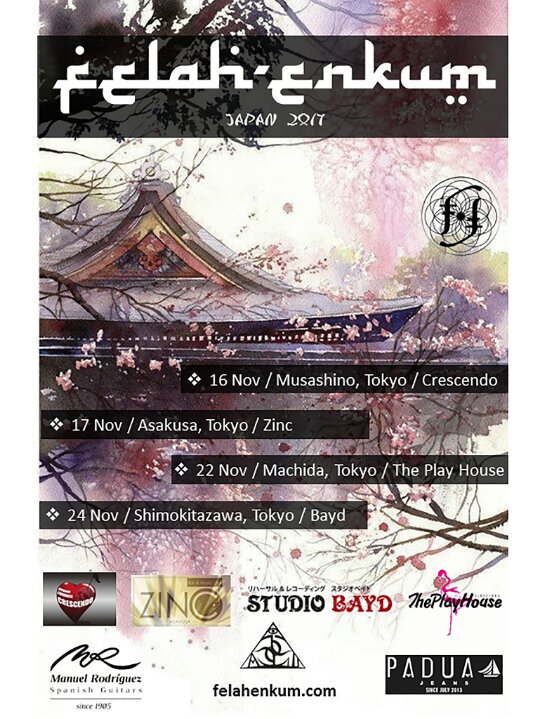 felah·enkum
JAPAN 2017
❖ 16 Nov / Musashino, Tokyo / Crescendo
❖ 17 Nov / Asakusa, Tokyo / Zinc
❖ 22 Nov / Machida, Tokyo / The Play House
❖ 24 Nov / Shimokitazawa, Tokyo / Bayd
CRESCENDO
ZINC
ASAKUSA
リハーサル & レコーディング スタジオベイド
STUDIO BAYD
ThePlayHouse
MR
Manuel Rodríguez
Spanish Guitars
since 1905
felahenkum.com
PADUA
JEANS
SINCE JULY 2013